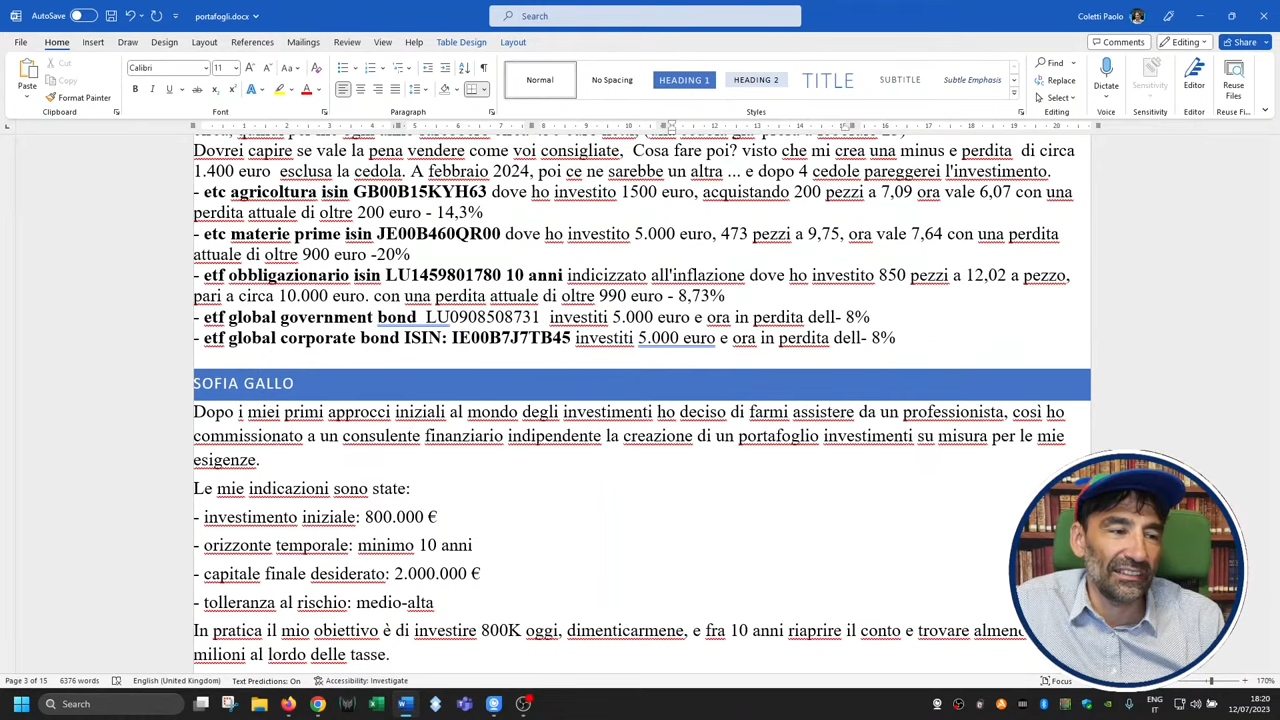 AutoSave
portafogli.docx
Search
Coletti Paolo
File Home Insert Draw Design Layout References Mailings Review View Help Table Design Layout
Comments Editing Share
Paste
Cut
Copy
Format Painter
Clipboard
Calibri 11
Font
Paragraph
Normal No Spacing HEADING 1 HEADING 2 TITLE SUBTITLE Subtle Emphasis
Styles
Find
Replace
Select
Editing
Dictate
Voice
Sensitivity
Sensitivity
Editor
Editor
Reuse Files
Dovrei capire se vale la pena vendere come voi consigliate, Cosa fare poi? visto che mi crea una minus e perdita di circa
1.400 euro esclusa la cedola. A febbraio 2024, poi ce ne sarebbe un altra ... e dopo 4 cedole pareggerei l'investimento.
- etc agricoltura isin GB00B15KYH63 dove ho investito 1500 euro, acquistando 200 pezzi a 7,09 ora vale 6,07 con una
perdita attuale di oltre 200 euro - 14,3%
- etc materie prime isin JE00B460QR00 dove ho investito 5.000 euro, 473 pezzi a 9,75, ora vale 7,64 con una perdita
attuale di oltre 900 euro -20%
- etf obbligazionario isin LU1459801780 10 anni indicizzato all'inflazione dove ho investito 850 pezzi a 12,02 a pezzo,
pari a circa 10.000 euro. con una perdita attuale di oltre 990 euro - 8,73%
- etf global government bond LU0908508731 investiti 5.000 euro e ora in perdita dell- 8%
- etf global corporate bond ISIN: IE00B7J7TB45 investiti 5.000 euro e ora in perdita dell- 8%
SOFIA GALLO
Dopo i miei primi approcci iniziali al mondo degli investimenti ho deciso di farmi assistere da un professionista, così ho
commissionato a un consulente finanziario indipendente la creazione di un portafoglio investimenti su misura per le mie
esigenze.
Le mie indicazioni sono state:
- investimento iniziale: 800.000 €
- orizzonte temporale: minimo 10 anni
- capitale finale desiderato: 2.000.000 €
- tolleranza al rischio: medio-alta
In pratica il mio obiettivo è di investire 800K oggi, dimenticarmene, e fra 10 anni riaprire il conto e trovare
milioni al lordo delle tasse.
Page 3 of 15 6376 words English (United Kingdom) Text Predictions: On Accessibility: Investigate Focus 170%
Search
ENG
IT
18:20
12/07/2023